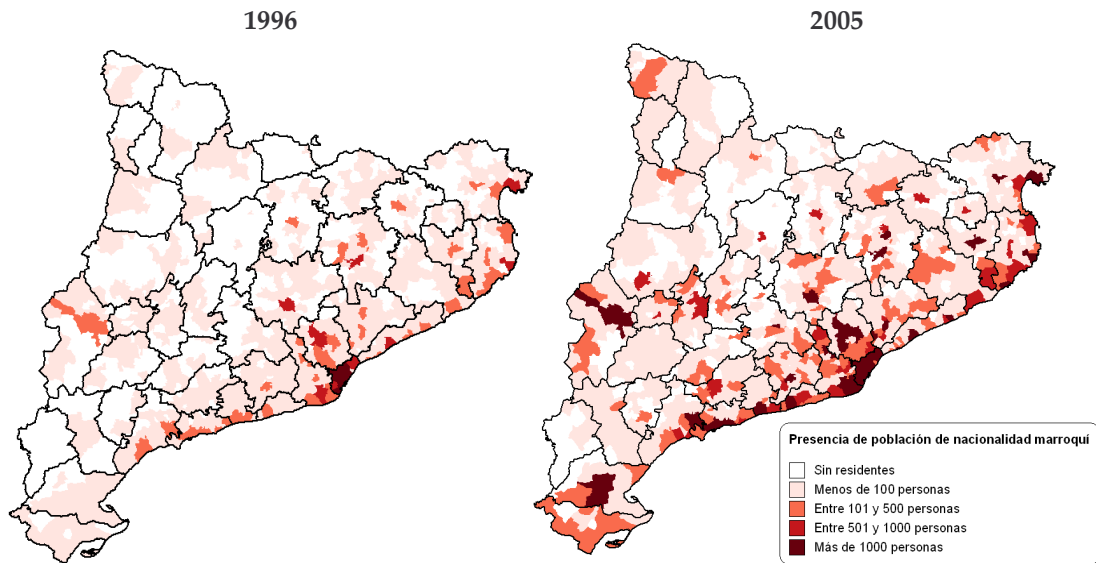 1996
2005
Presencia de población de nacionalidad marroquí
Sin residentes
Menos de 100 personas
Entre 101 y 500 personas
Entre 501 y 1000 personas
Más de 1000 personas